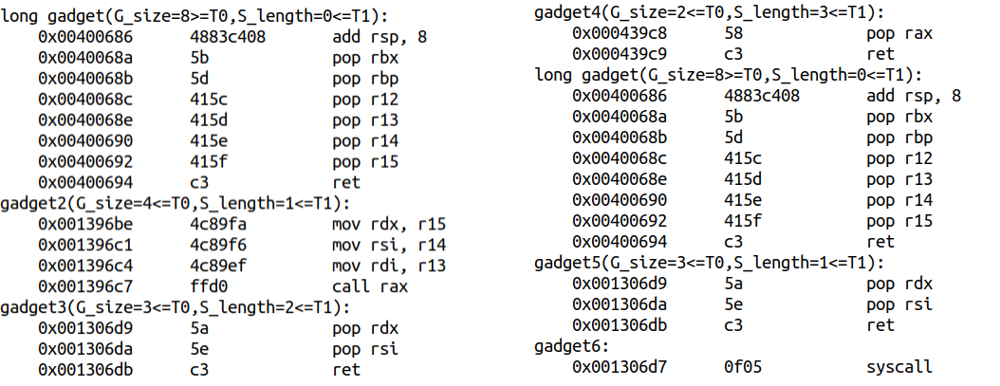 long gadget(G_size=8>=T0,S_length=0<=T1):
0x00400686 4883c408 add rsp, 8
0x0040068a 5b pop rbx
0x0040068b 5d pop rbp
0x0040068c 415c pop r12
0x0040068e 415d pop r13
0x00400690 415e pop r14
0x00400692 415f pop r15
0x00400694 c3 ret
gadget2(G_size=4<=T0,S_length=1<=T1):
0x001396be 4c89fa mov rdx, r15
0x001396c1 4c89f6 mov rsi, r14
0x001396c4 4c89ef mov rdi, r13
0x001396c7 ffd0 call rax
gadget3(G_size=3<=T0,S_length=2<=T1):
0x001306d9 5a pop rdx
0x001306da 5e pop rsi
0x001306db c3 ret
gadget4(G_size=2<=T0,S_length=3<=T1):
0x000439c8 58 pop rax
0x000439c9 c3 ret
long gadget(G_size=8>=T0,S_length=0<=T1):
0x00400686 4883c408 add rsp, 8
0x0040068a 5b pop rbx
0x0040068b 5d pop rbp
0x0040068c 415c pop r12
0x0040068e 415d pop r13
0x00400690 415e pop r14
0x00400692 415f pop r15
0x00400694 c3 ret
gadget5(G_size=3<=T0,S_length=1<=T1):
0x001306d9 5a pop rdx
0x001306da 5e pop rsi
0x001306db c3 ret
gadget6:
0x001306d7 0f05 syscall